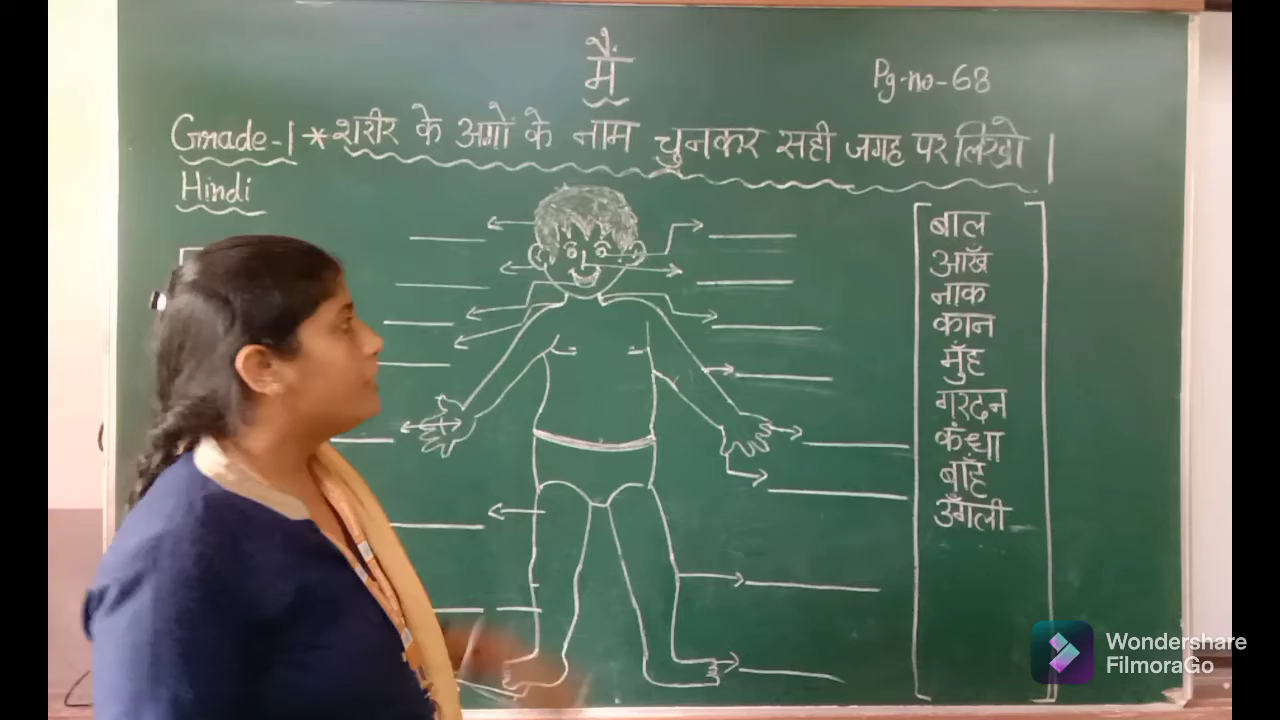 मैं
Pg-no-68
Grade-1 * शरीर के अंगों के नाम चुनकर सही जगह पर लिखो |
Hindi
बाल
आँख
नाक
कान
मुँह
गरदन
कंधा
बाँह
उँगली
Wondershare
FilmoraGo